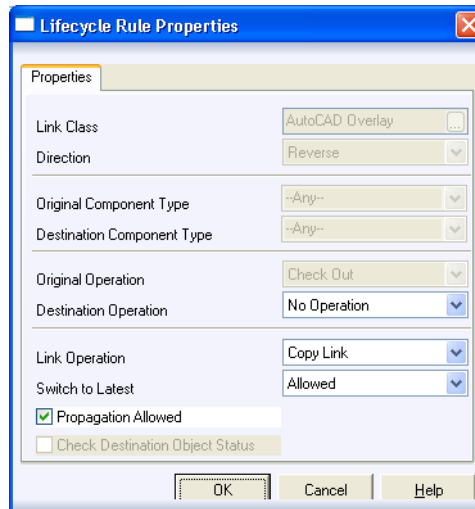 Lifecycle Rule Properties
Properties
Link Class AutoCAD Overlay ...
Direction Reverse
Original Component Type --Any--
Destination Component Type --Any--
Original Operation Check Out
Destination Operation No Operation
Link Operation Copy Link
Switch to Latest Allowed
Propagation Allowed
Check Destination Object Status
OK Cancel Help